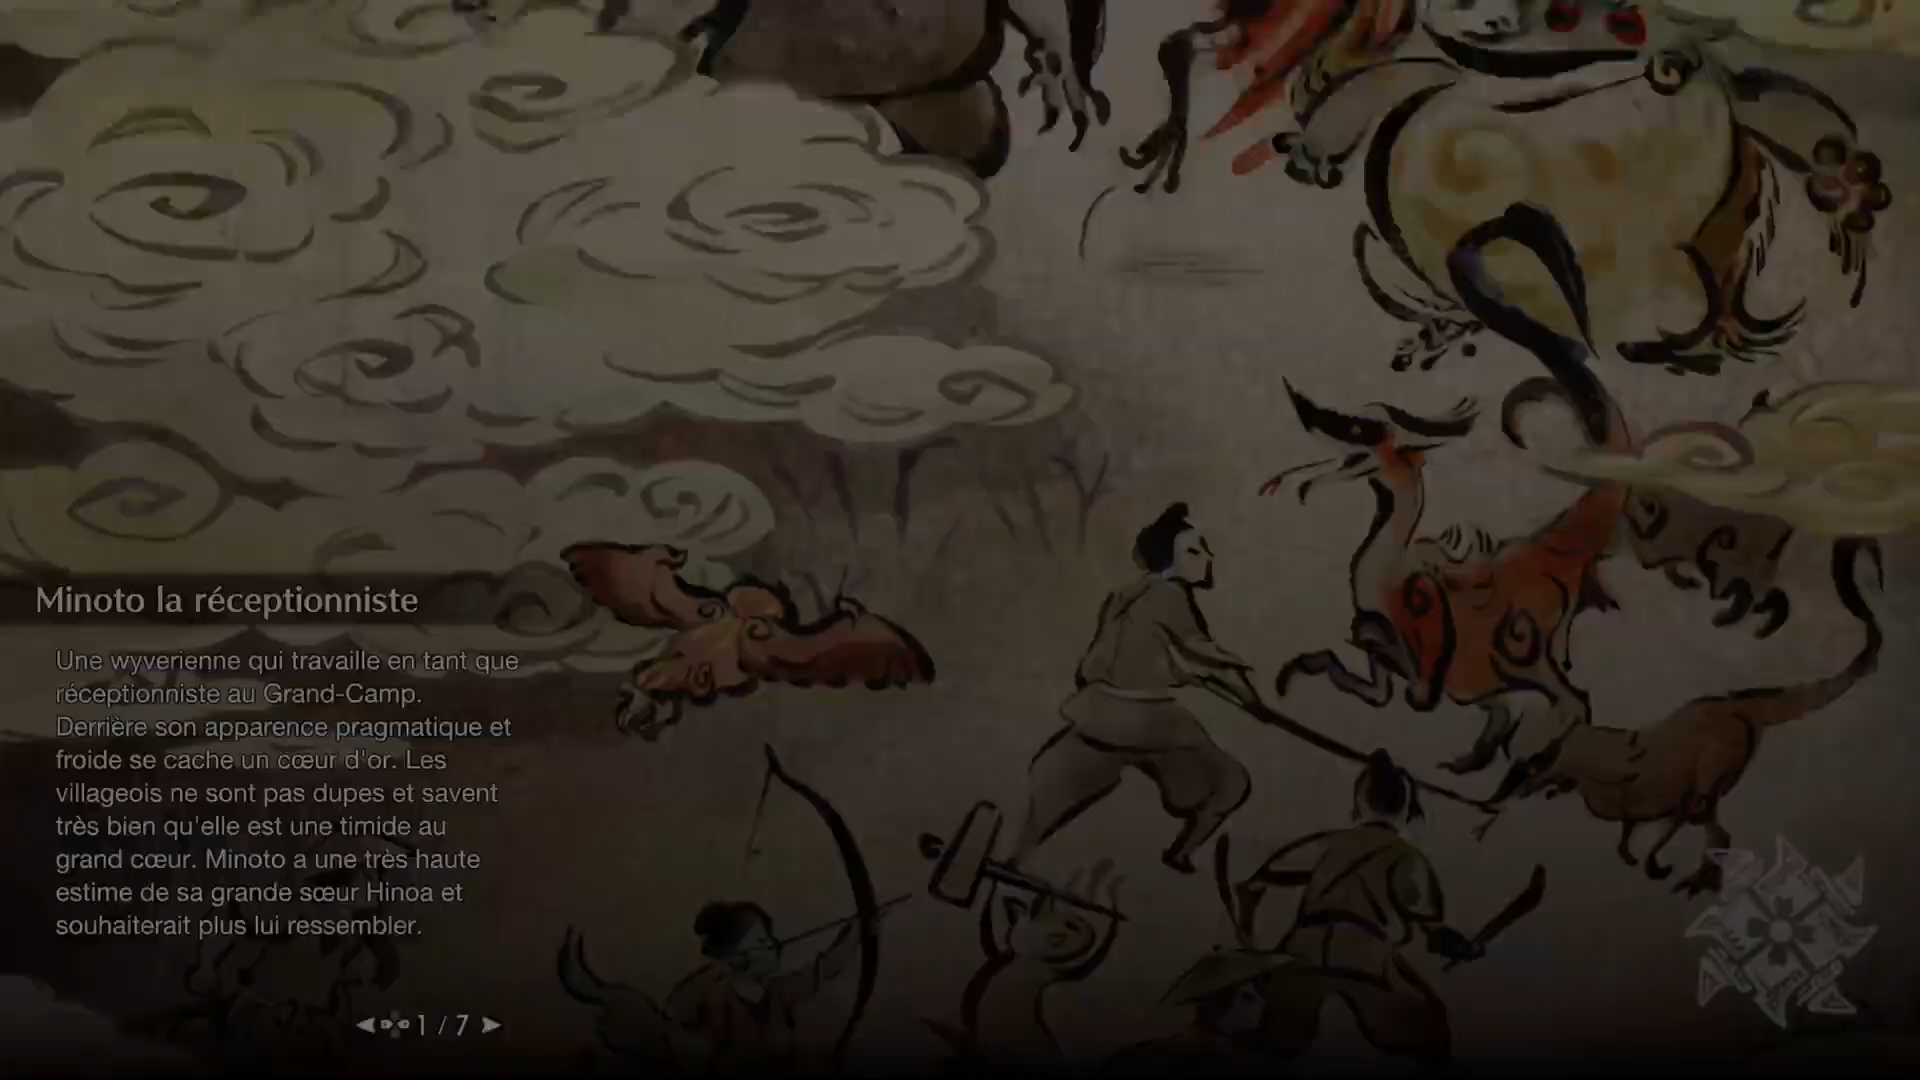 Minoto la réceptionniste
Une wyverienne qui travaille en tant que
réceptionniste au Grand-Camp.
Derrière son apparence pragmatique et
froide se cache un cœur d'or. Les
villageois ne sont pas dupes et savent
très bien qu'elle est une timide au
grand cœur. Minoto a une très haute
estime de sa grande sœur Hinoa et
souhaiterait plus lui ressembler.
1 / 7